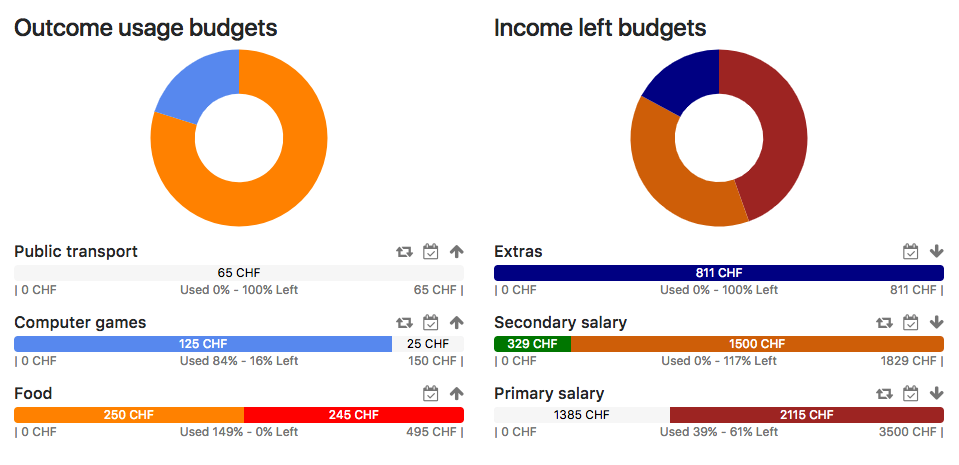 Outcome usage budgets
Public transport
65 CHF
| 0 CHF Used 0% - 100% Left 65 CHF |
Computer games
125 CHF 25 CHF
| 0 CHF Used 84% - 16% Left 150 CHF |
Food
250 CHF 245 CHF
| 0 CHF Used 149% - 0% Left 495 CHF |
Income left budgets
Extras
811 CHF
| 0 CHF Used 0% - 100% Left 811 CHF |
Secondary salary
329 CHF 1500 CHF
| 0 CHF Used 0% - 117% Left 1829 CHF |
Primary salary
1385 CHF 2115 CHF
| 0 CHF Used 39% - 61% Left 3500 CHF |